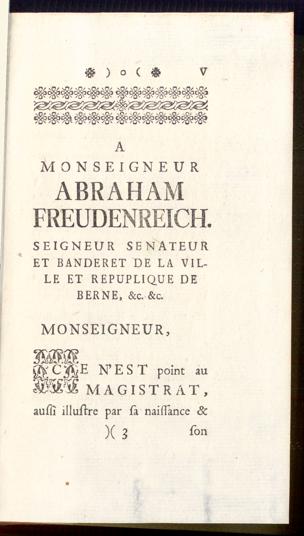 ) o ( V
A
MONSEIGNEUR
ABRAHAM
FREUDENREICH.
SEIGNEUR SENATEUR
ET BANDERET DE LA VIL-
LE ET REPUPLIQUE DE
BERNE, &c. &c.
MONSEIGNEUR,
CE N'EST point au
MAGISTRAT,
auſſi illuſtre par ſa naiſſance &
)( 3 ſon